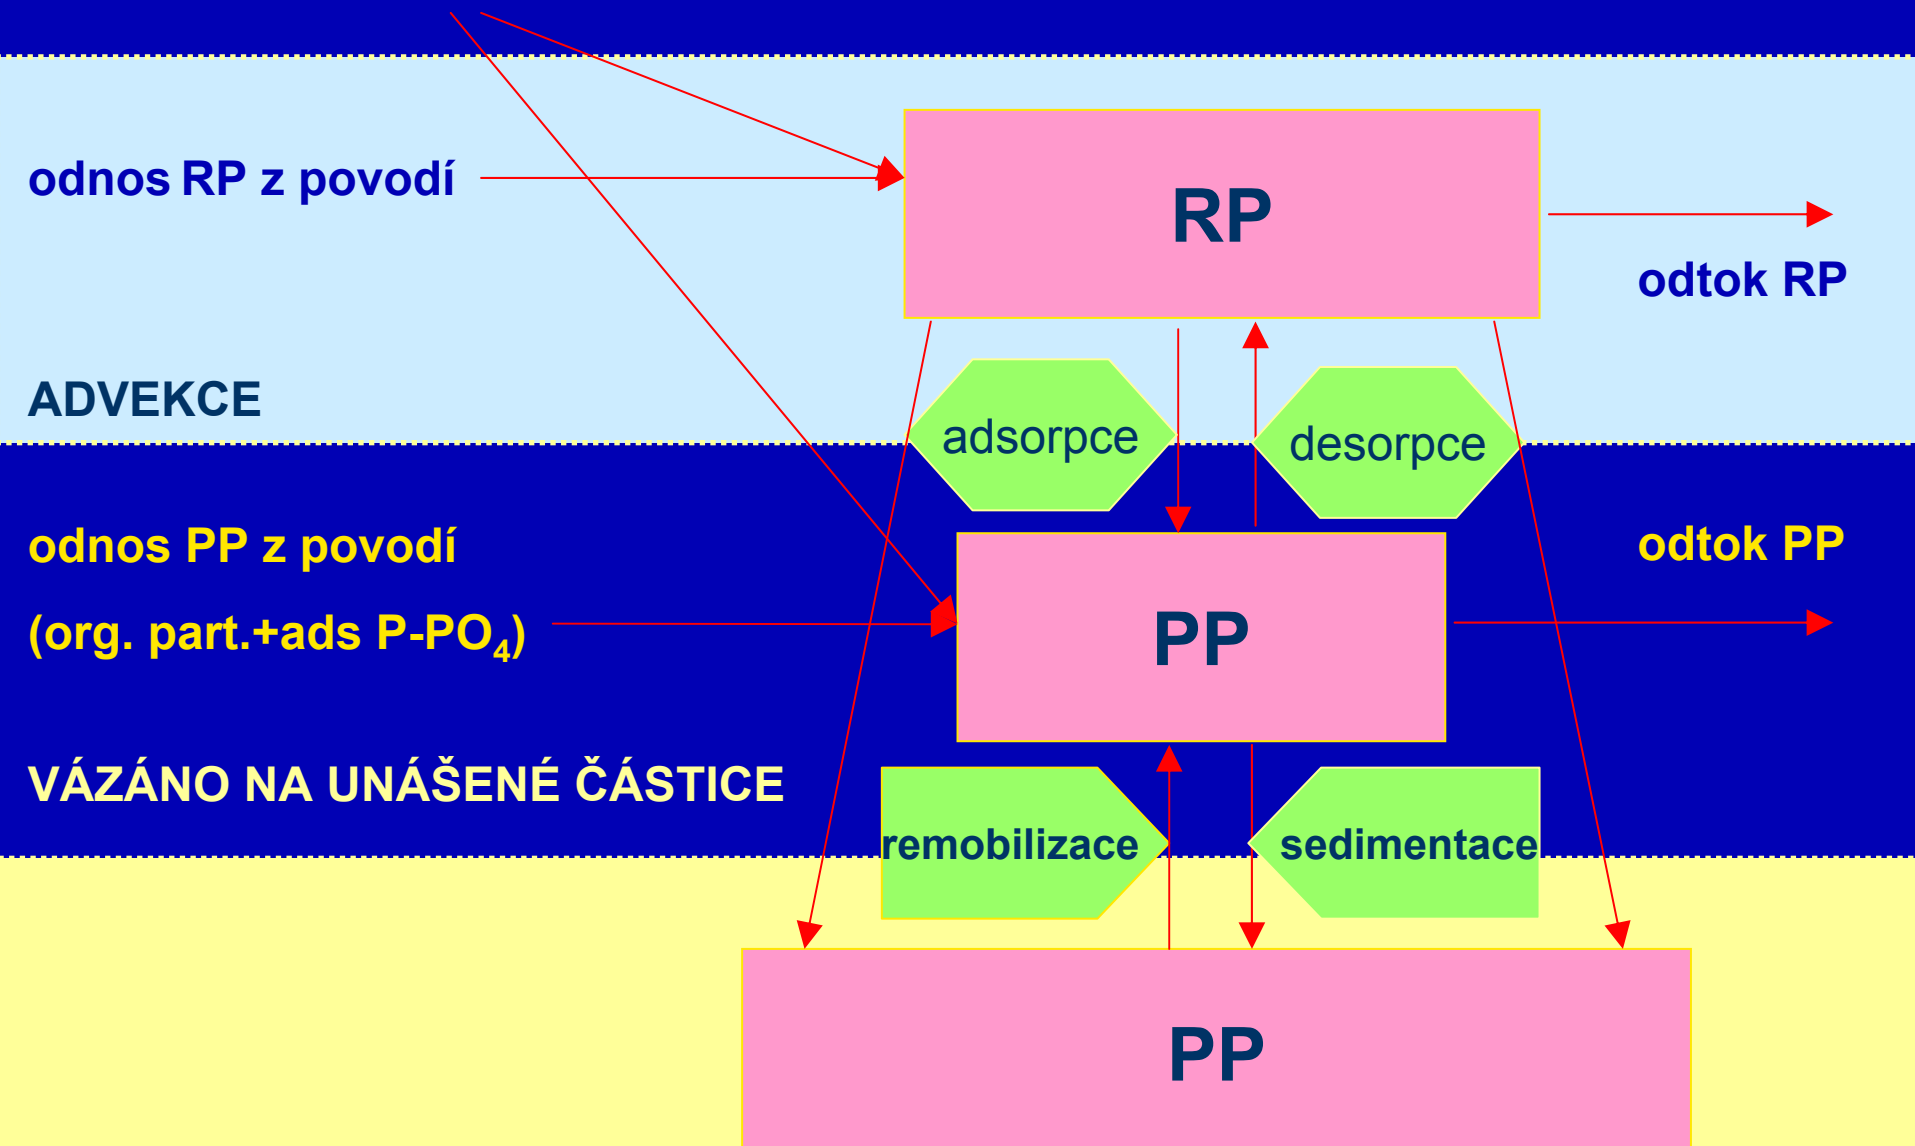 odnos RP z povodí
RP
odtok RP
ADVEKCE
adsorpce
desorpce
odnos PP z povodí
(org. part.+ads P-PO₄)
PP
odtok PP
VÁZÁNO NA UNÁŠENÉ ČÁSTICE
remobilizace
sedimentace
PP